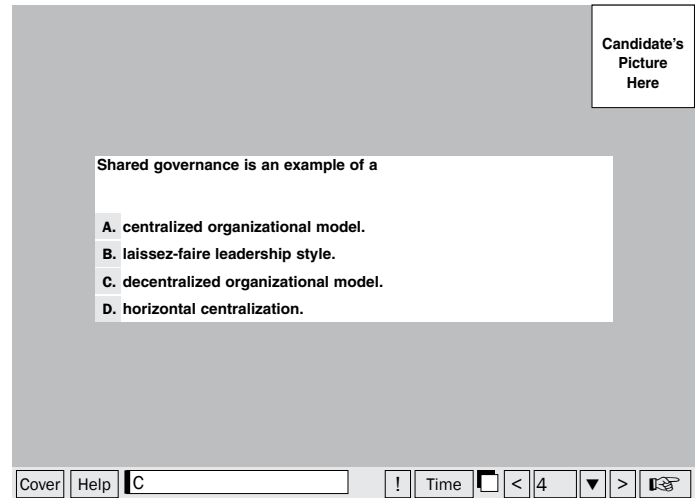 Candidate's
Picture
Here
Shared governance is an example of a
A. centralized organizational model.
B. laissez-faire leadership style.
C. decentralized organizational model.
D. horizontal centralization.
Cover Help C ! Time < 4 ▼ > ☞